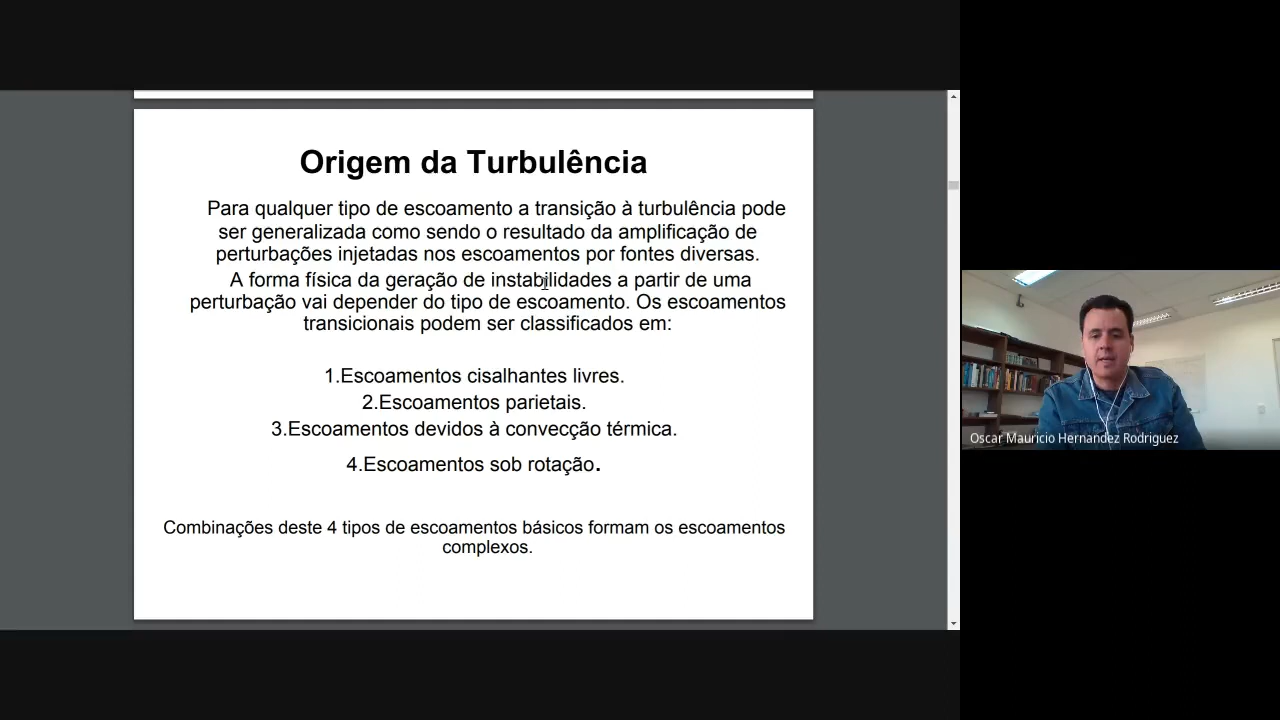 Origem da Turbulência
Para qualquer tipo de escoamento a transição à turbulência pode
ser generalizada como sendo o resultado da amplificação de
perturbações injetadas nos escoamentos por fontes diversas.
A forma física da geração de instabilidades a partir de uma
perturbação vai depender do tipo de escoamento. Os escoamentos
transicionais podem ser classificados em:
1.Escoamentos cisalhantes livres.
2.Escoamentos parietais.
3.Escoamentos devidos à convecção térmica.
4.Escoamentos sob rotação.
Combinações deste 4 tipos de escoamentos básicos formam os escoamentos
complexos.
Oscar Mauricio Hernandez Rodriguez